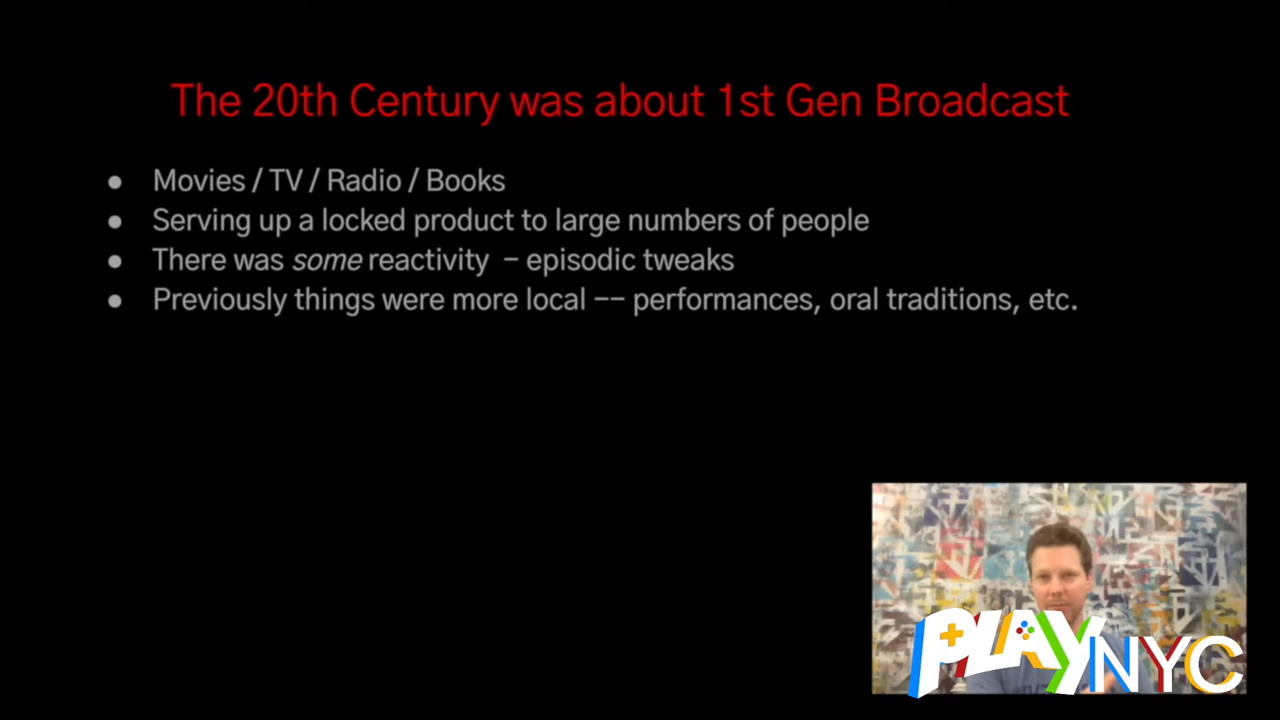 The 20th Century was about 1st Gen Broadcast
● Movies / TV / Radio / Books
● Serving up a locked product to large numbers of people
● There was some reactivity – episodic tweaks
● Previously things were more local –– performances, oral traditions, etc.
PLAY NYC